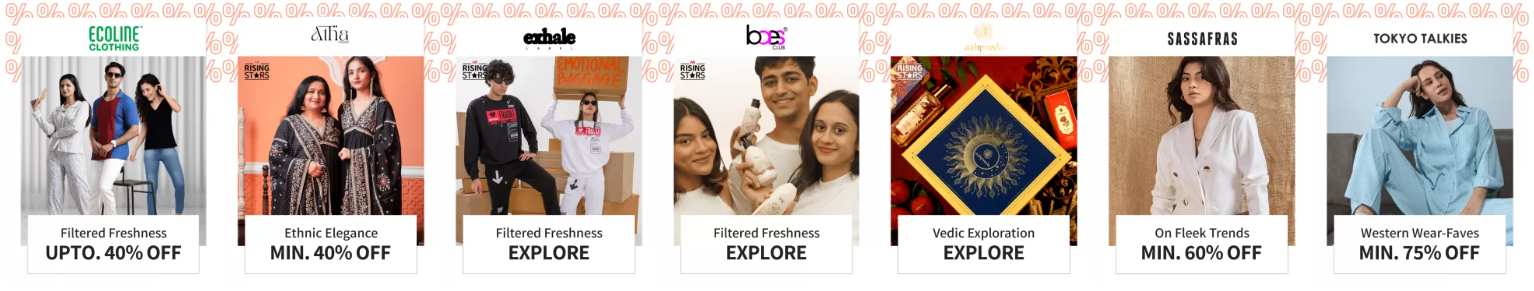 ECOLINE
CLOTHING
Filtered Freshness
UPTO. 40% OFF
RISING
STARS
Ethnic Elegance
MIN. 40% OFF
exhale
LABEL
RISING
STARS
EMOTIONAL
BAGGAGE
Filtered Freshness
EXPLORE
boes
CLUB
RISING
STARS
Filtered Freshness
EXPLORE
RISING
STARS
Vedic Exploration
EXPLORE
SASSAFRAS
On Fleek Trends
MIN. 60% OFF
TOKYO TALKIES
Western Wear-Faves
MIN. 75% OFF